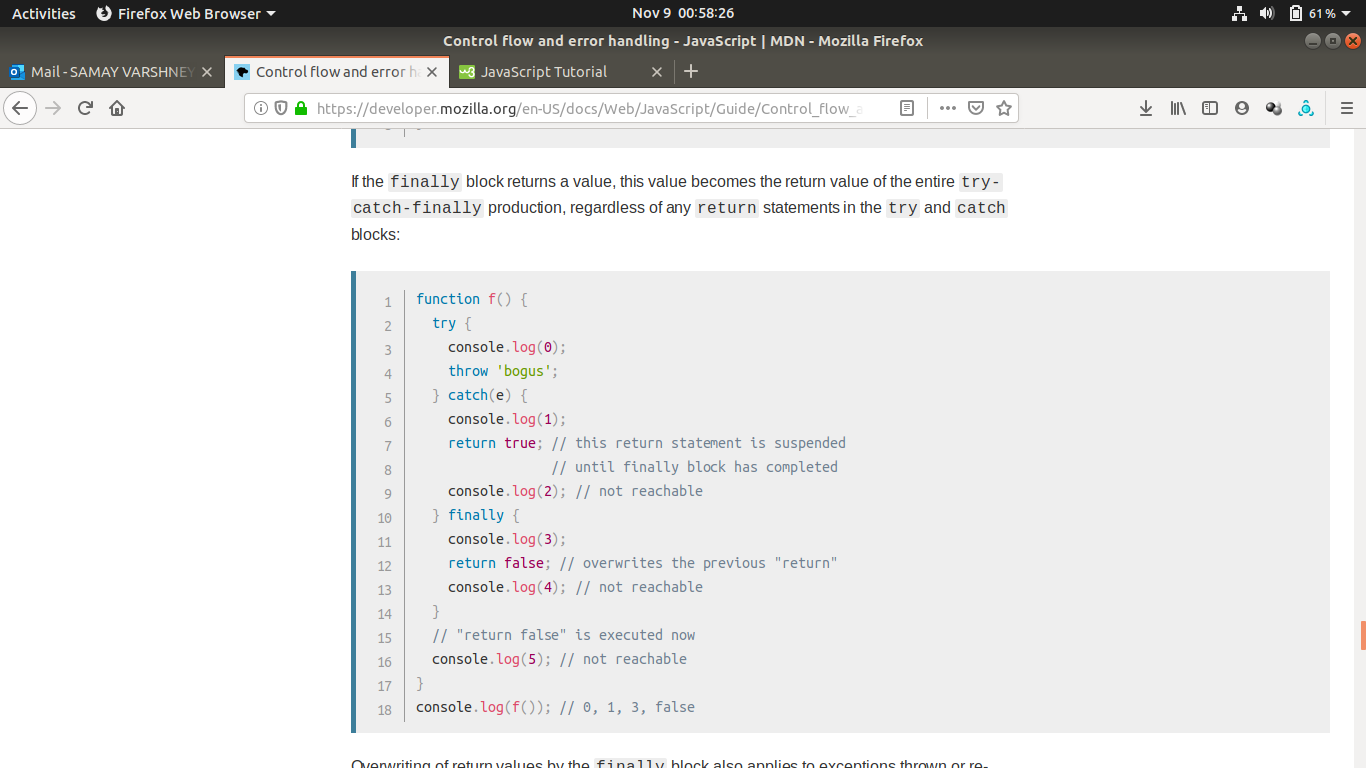 Activities Firefox Web Browser Nov 9 00:58:26 61%
Control flow and error handling - JavaScript | MDN - Mozilla Firefox
Mail - SAMAY VARSHNEY Control flow and error h JavaScript Tutorial
https://developer.mozilla.org/en-US/docs/Web/JavaScript/Guide/Control_flow_a
If the finally block returns a value, this value becomes the return value of the entire try-
catch-finally production, regardless of any return statements in the try and catch
blocks:
1 function f() {
2 try {
3 console.log(0);
4 throw 'bogus';
5 } catch(e) {
6 console.log(1);
7 return true; // this return statement is suspended
8 // until finally block has completed
9 console.log(2); // not reachable
10 } finally {
11 console.log(3);
12 return false; // overwrites the previous "return"
13 console.log(4); // not reachable
14 }
15 // "return false" is executed now
16 console.log(5); // not reachable
17 }
18 console.log(f()); // 0, 1, 3, false
Overwriting of return values by the finally block also applies to exceptions thrown or re-